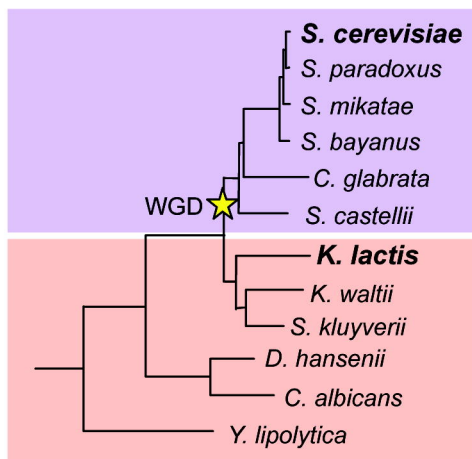 S. cerevisiae
S. paradoxus
S. mikatae
S. bayanus
C. glabrata
WGD
S. castellii
K. lactis
K. waltii
S. kluyverii
D. hansenii
C. albicans
Y. lipolytica